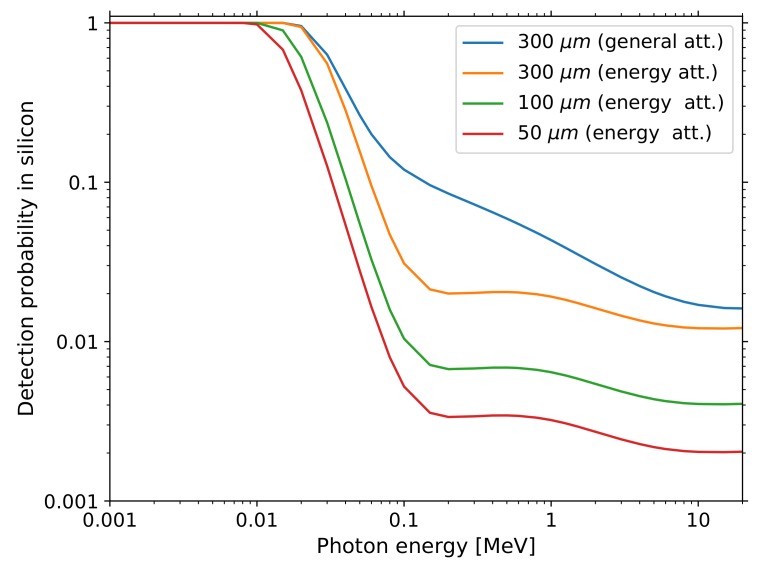 1
0.1
0.01
0.001
Detection probability in silicon
300 μm (general att.)
300 μm (energy att.)
100 μm (energy  att.)
50 μm (energy  att.)
0.001 0.01 0.1 1 10
Photon energy [MeV]